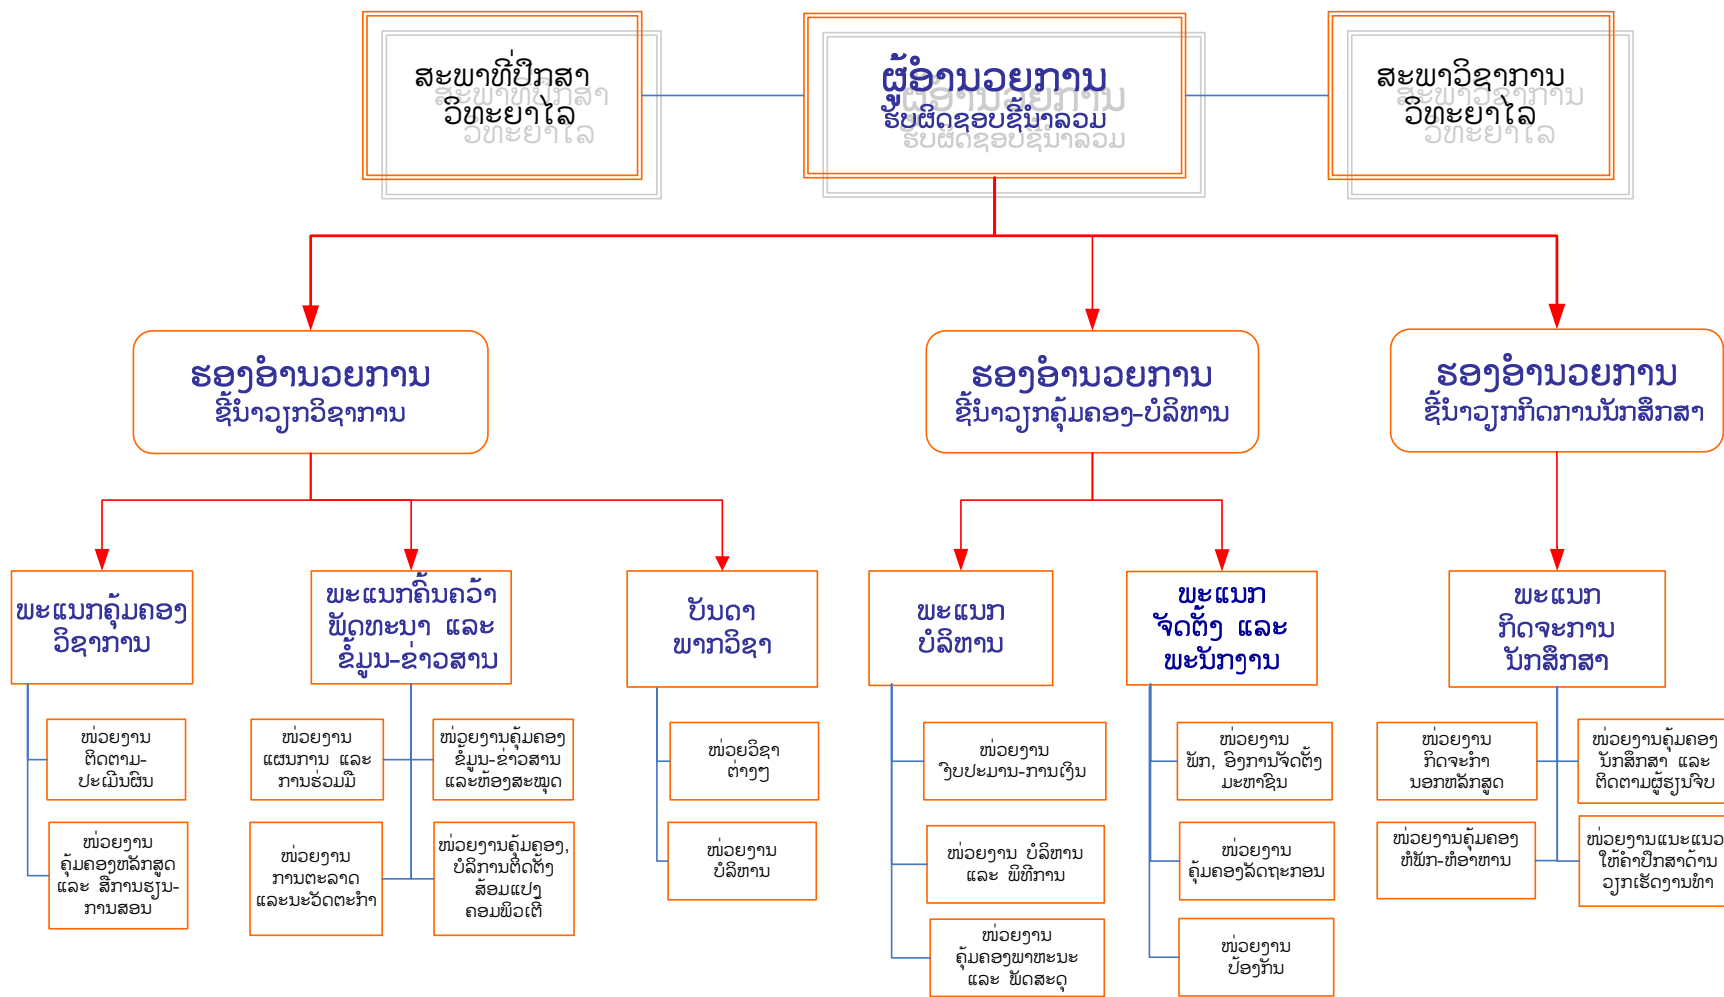 ສະພາທີ່ປຶກສາ
ວິທະຍາໄລ
ຜູ້ອໍານວຍການ
ຮັບຜິດຊອບຊີ້ນໍາລວມ
ສະພາວິຊາການ
ວິທະຍາໄລ
ຮອງອໍານວຍການ
ຊີ້ນໍາວຽກວິຊາການ
ຮອງອໍານວຍການ
ຊີ້ນໍາວຽກຄຸ້ມຄອງ-ບໍລິຫານ
ຮອງອໍານວຍການ
ຊີ້ນໍາວຽກກິດການນັກສຶກສາ
ພະແນກຄຸ້ມຄອງ
ວິຊາການ
ພະແນກຄົ້ນຄວ້າ
ພັດທະນາ ແລະ
ຂໍ້ມູນ-ຂ່າວສານ
ບັນດາ
ພາກວິຊາ
ພະແນກ
ບໍລິຫານ
ພະແນກ
ຈັດຕັ້ງ ແລະ
ພະນັກງານ
ພະແນກ
ກິດຈະການ
ນັກສຶກສາ
ໜ່ວຍງານ
ຕິດຕາມ-
ປະເມີນຜົນ
ໜ່ວຍງານ
ແຜນການ ແລະ
ການຮ່ວມມື
ໜ່ວຍງານຄຸ້ມຄອງ
ຂໍ້ມູນ-ຂ່າວສານ
ແລະຫ້ອງສະໝຸດ
ໜ່ວຍວິຊາ
ຕ່າງໆ
ໜ່ວຍງານ
ງົບປະມານ-ການເງິນ
ໜ່ວຍງານ
ພັກ, ອົງການຈັດຕັ້ງ
ມະຫາຊົນ
ໜ່ວຍງານ
ກິດຈະກໍາ
ນອກຫລັກສູດ
ໜ່ວຍງານຄຸ້ມຄອງ
ນັກສຶກສາ ແລະ
ຕິດຕາມຜູ້ຮຽນຈົບ
ໜ່ວຍງານ
ຄຸ້ມຄອງຫລັກສູດ
ແລະ ສື່ການຮຽນ-
ການສອນ
ໜ່ວຍງານ
ການຕະລາດ
ແລະນະວັດຕະກໍາ
ໜ່ວຍງານຄຸ້ມຄອງ,
ບໍລິການຕິດຕັ້ງ
ສ້ອມແປງ
ຄອມພິວເຕີ້
ໜ່ວຍງານ
ບໍລິຫານ
ໜ່ວຍງານ ບໍລິຫານ
ແລະ ພິທີການ
ໜ່ວຍງານ
ຄຸ້ມຄອງລັດຖະກອນ
ໜ່ວຍງານຄຸ້ມຄອງ
ຫໍພັກ-ຫໍອາຫານ
ໜ່ວຍງານແນະແນວ
ໃຫ້ຄໍາປຶກສາດ້ານ
ວຽກເຮັດງານທໍາ
ໜ່ວຍງານ
ຄຸ້ມຄອງພາຫະນະ
ແລະ ພັດສະດຸ
ໜ່ວຍງານ
ປ້ອງກັນ